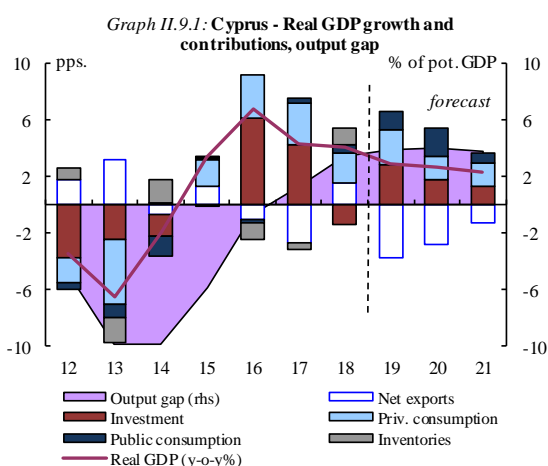 Graph II.9.1: Cyprus - Real GDP growth and
contributions, output gap
pps.
% of pot. GDP
forecast
10
6
2
-2
-6
-10
10
6
2
-2
-6
-10
12 13 14 15 16 17 18 19 20 21
Output gap (rhs)
Net exports
Investment
Priv. consumption
Public consumption
Inventories
Real GDP (y-o-y%)